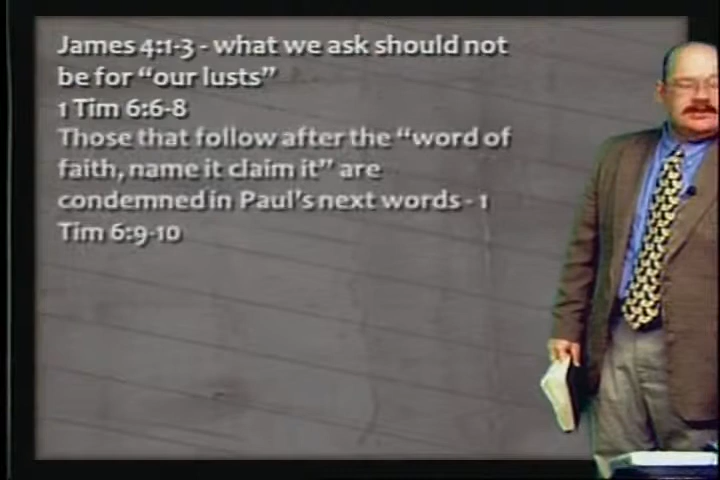 James 4:1-3 - what we ask should not
be for “our lusts”
1 Tim 6:6-8
Those that follow after the “word of
faith, name it claim it” are
condemned in Paul’s next words - 1
Tim 6:9-10